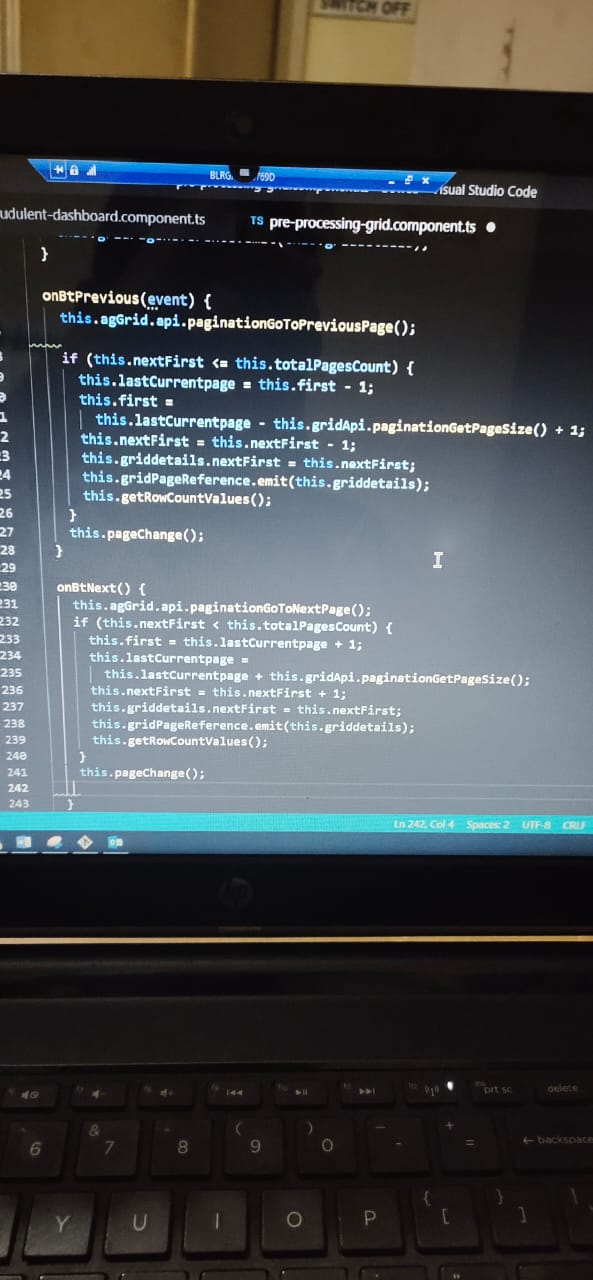 SWITCH OFF
Visual Studio Code
udulent-dashboard.component.ts
TS pre-processing-grid.component.ts ●
}
onBtPrevious(event) {
this.agGrid.api.paginationGoToPreviousPage();
if (this.nextFirst <= this.totalPagesCount) {
this.lastCurrentpage = this.first - 1;
this.first =
this.lastCurrentpage - this.gridApi.paginationGetPageSize() + 1;
2 this.nextFirst = this.nextFirst - 1;
3 this.griddetails.nextFirst = this.nextFirst;
24 this.gridPageReference.emit(this.griddetails);
25 this.getRowCountValues();
26 }
27 this.pageChange();
28 }
229
230 onBtNext() {
231 this.agGrid.api.paginationGoToNextPage();
232 if (this.nextFirst < this.totalPagesCount) {
233 this.first = this.lastCurrentpage + 1;
234 this.lastCurrentpage =
235 this.lastCurrentpage + this.gridApi.paginationGetPageSize();
236 this.nextFirst = this.nextFirst + 1;
237 this.griddetails.nextFirst = this.nextFirst;
238 this.gridPageReference.emit(this.griddetails);
239 this.getRowCountValues();
240 }
241 this.pageChange();
242
243 }
Ln 242, Col 4 Spaces: 2 UTF-8 CRLF
hp
prt sc delete
& ( ) _ +
6 7 8 9 0 - = ← backspace
{ }
Y U I O P [ ]